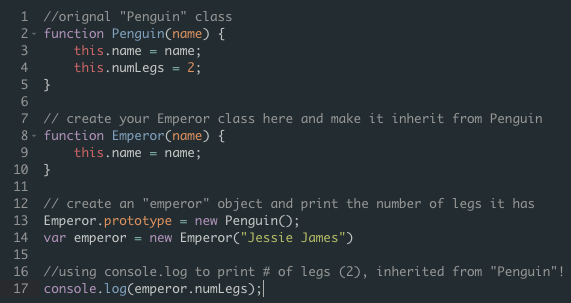 1 //orignal "Penguin" class
2 function Penguin(name) {
3 this.name = name;
4 this.numLegs = 2;
5 }
6
7 // create your Emperor class here and make it inherit from Penguin
8 function Emperor(name) {
9 this.name = name;
10 }
11
12 // create an "emperor" object and print the number of legs it has
13 Emperor.prototype = new Penguin();
14 var emperor = new Emperor("Jessie James")
15
16 //using console.log to print # of legs (2), inherited from "Penguin"!
17 console.log(emperor.numLegs);